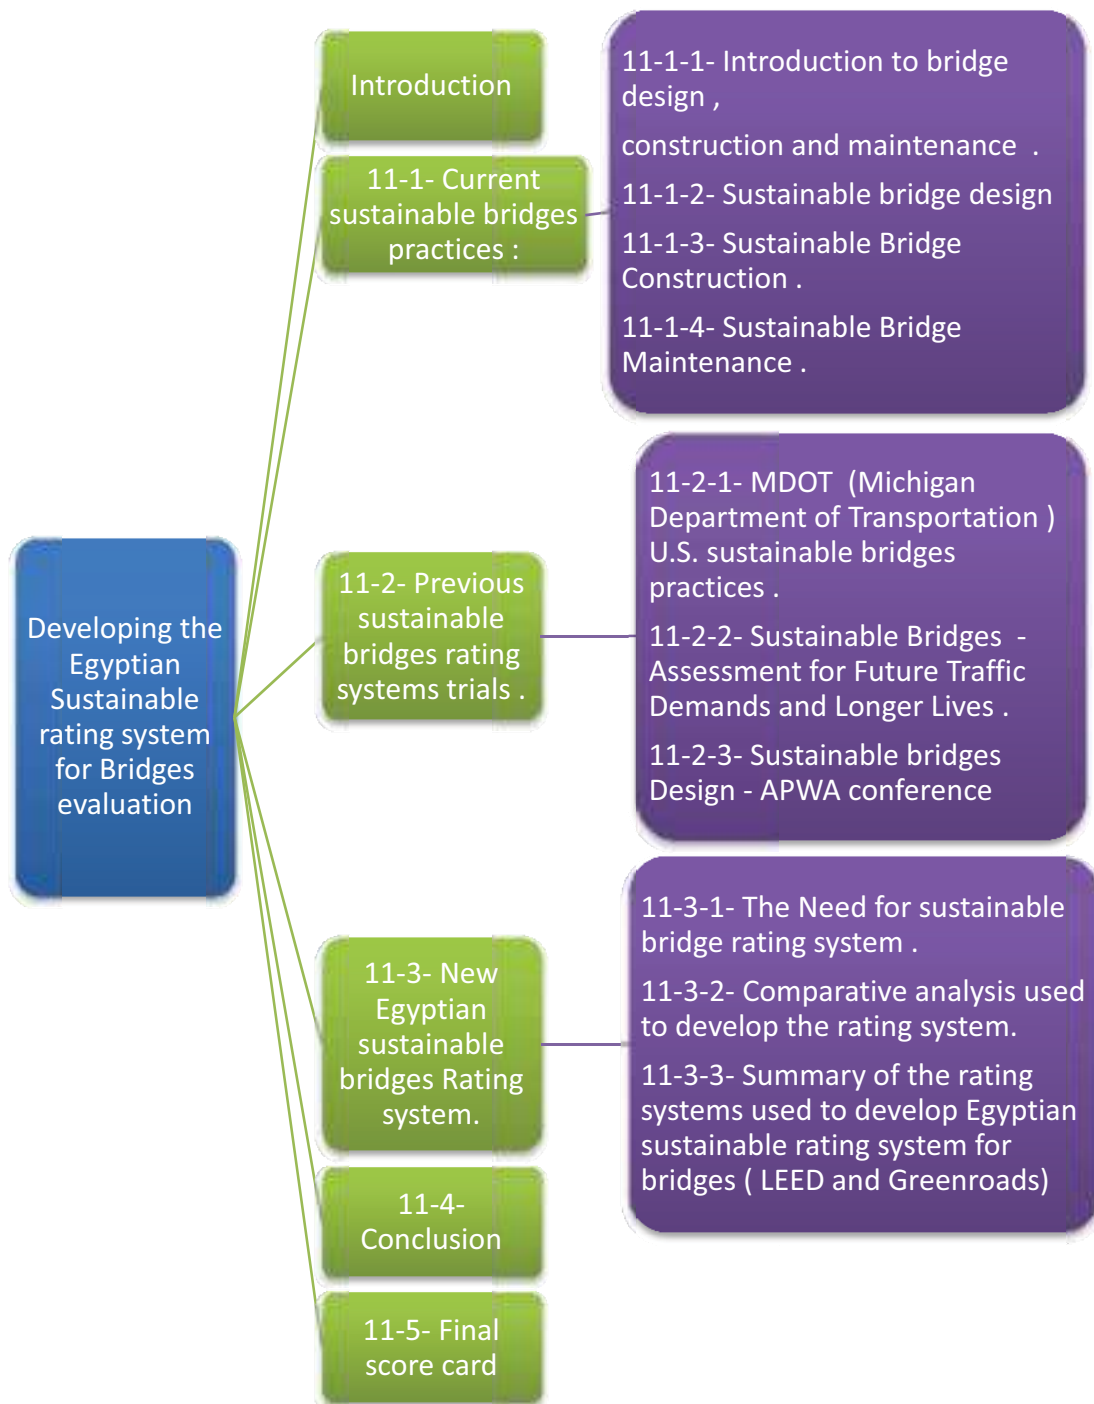 Developing the
Egyptian
Sustainable
rating system
for Bridges
evaluation
Introduction
11-1- Current
sustainable bridges
practices :
11-1-1- Introduction to bridge
design ,
construction and maintenance .
11-1-2- Sustainable bridge design
11-1-3- Sustainable Bridge
Construction .
11-1-4- Sustainable Bridge
Maintenance .
11-2- Previous
sustainable
bridges rating
systems trials .
11-2-1- MDOT (Michigan
Department of Transportation )
U.S. sustainable bridges
practices .
11-2-2- Sustainable Bridges -
Assessment for Future Traffic
Demands and Longer Lives .
11-2-3- Sustainable bridges
Design - APWA conference
11-3- New
Egyptian
sustainable
bridges Rating
system.
11-3-1- The Need for sustainable
bridge rating system .
11-3-2- Comparative analysis used
to develop the rating system.
11-3-3- Summary of the rating
systems used to develop Egyptian
sustainable rating system for
bridges ( LEED and Greenroads)
11-4-
Conclusion
11-5- Final
score card